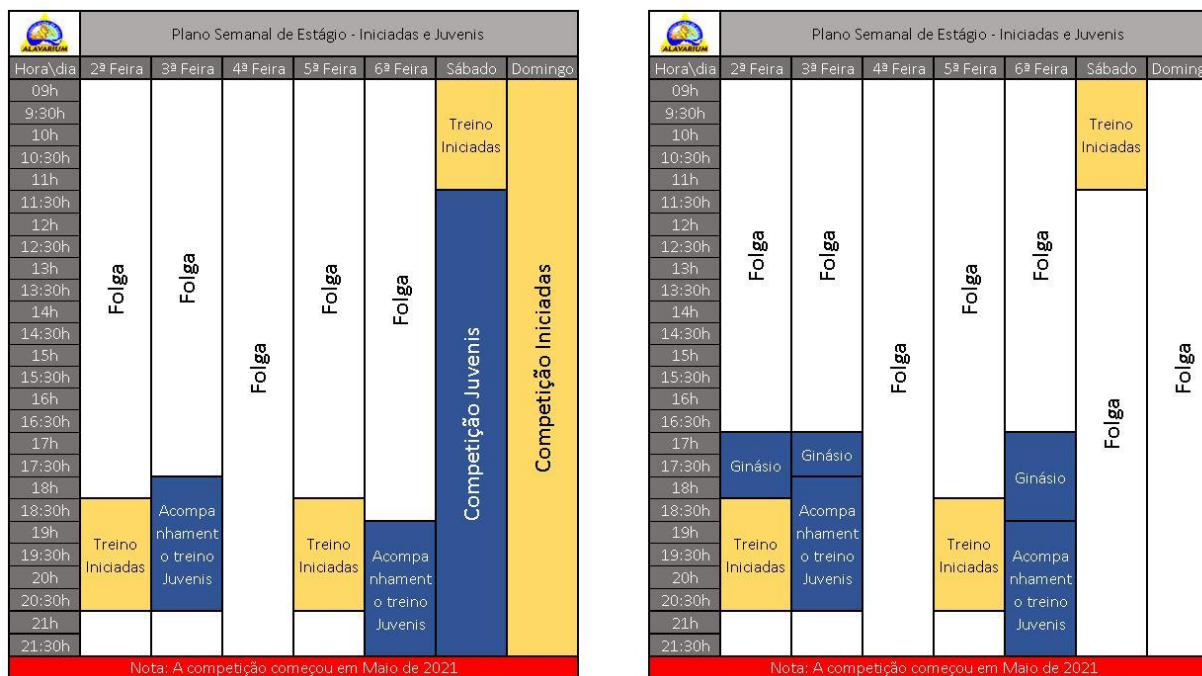 ALAVARIUM
Plano Semanal de Estágio - Iniciadas e Juvenis
Hora\dia 2ª Feira 3ª Feira 4ª Feira 5ª Feira 6ª Feira Sábado Domingo
09h
9:30h
10h
10:30h
11h
11:30h
12h
12:30h
13h
13:30h
14h
14:30h
15h
15:30h
16h
16:30h
17h
17:30h
18h
18:30h
19h
19:30h
20h
20:30h
21h
21:30h
Folga
Treino
Iniciadas
Folga
Acompa
nhament
o treino
Juvenis
Folga
Folga
Treino
Iniciadas
Folga
Acompa
nhament
o treino
Juvenis
Treino
Iniciadas
Competição Juvenis
Competição Iniciadas
Nota: A competição começou em Maio de 2021
ALAVARIUM
Plano Semanal de Estágio - Iniciadas e Juvenis
Hora\dia 2ª Feira 3ª Feira 4ª Feira 5ª Feira 6ª Feira Sábado Doming
09h
9:30h
10h
10:30h
11h
11:30h
12h
12:30h
13h
13:30h
14h
14:30h
15h
15:30h
16h
16:30h
17h
17:30h
18h
18:30h
19h
19:30h
20h
20:30h
21h
21:30h
Folga
Ginásio
Treino
Iniciadas
Folga
Ginásio
Acompa
nhament
o treino
Juvenis
Folga
Folga
Treino
Iniciadas
Folga
Ginásio
Acompa
nhament
o treino
Juvenis
Treino
Iniciadas
Folga
Folga
Nota: A competição começou em Maio de 2021